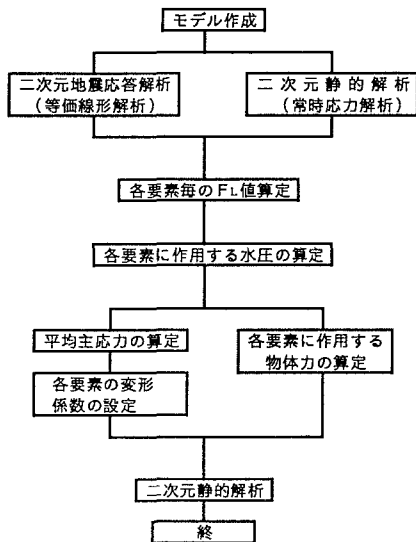 モデル作成
二次元地震応答解析
（等価線形解析）
二次元静的解析
（常時応力解析）
各要素毎のFL値算定
各要素に作用する水圧の算定
平均主応力の算定
各要素の変形
係数の設定
各要素に作用する
物体力の算定
二次元静的解析
終